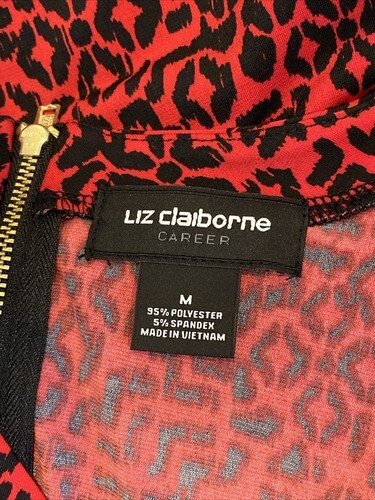 Liz claiborne
CAREER
M
95% POLYESTER
5% SPANDEX
MADE IN VIETNAM